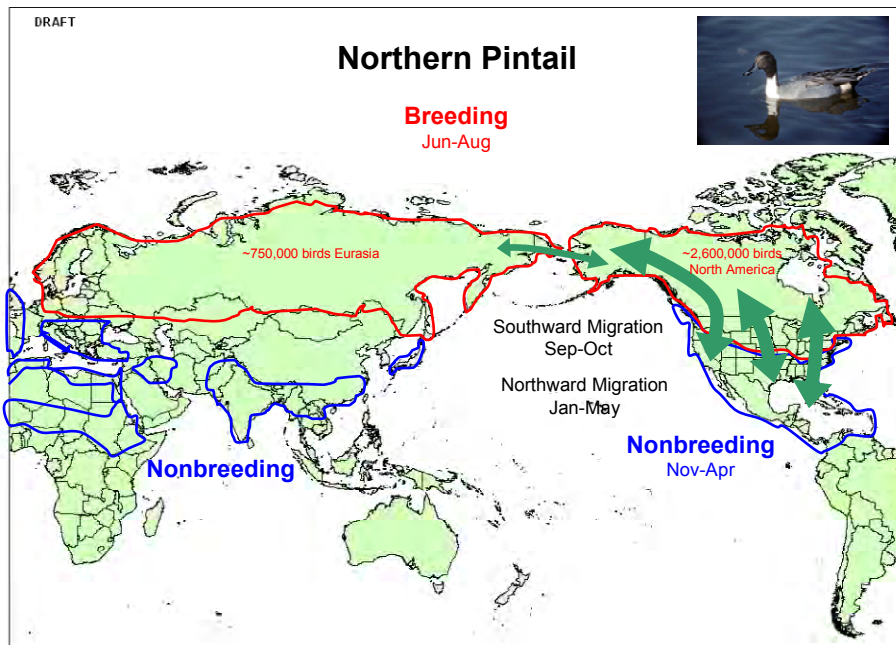 DRAFT
Northern Pintail
Breeding
Jun-Aug
~750,000 birds Eurasia
~2,600,000 birds
North America
Southward Migration
Sep-Oct
Northward Migration
Jan-May
Nonbreeding
Nonbreeding
Nov-Apr